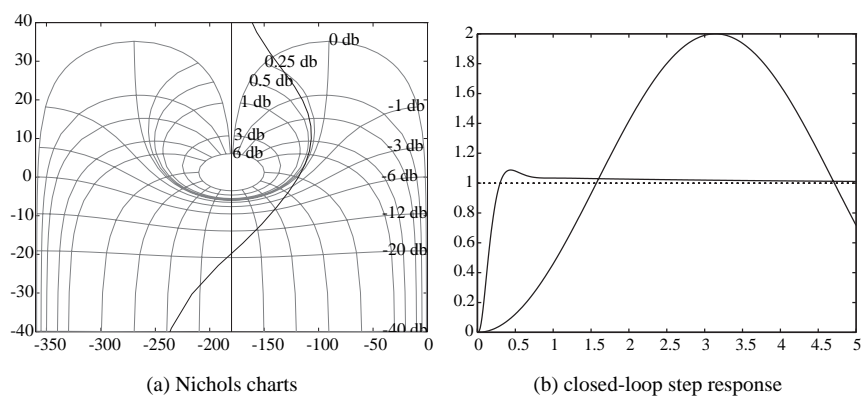 40
30
20
10
0
-10
-20
-30
-40
0 db
0.25 db
0.5 db
1 db
3 db
6 db
-1 db
-3 db
-6 db
-12 db
-20 db
-40 db
-350 -300 -250 -200 -150 -100 -50 0
(a) Nichols charts
2
1.8
1.6
1.4
1.2
1
0.8
0.6
0.4
0.2
0
0 0.5 1 1.5 2 2.5 3 3.5 4 4.5 5
(b) closed-loop step response